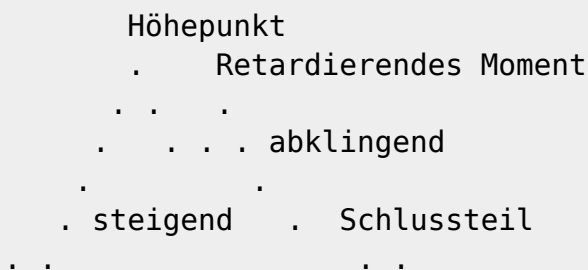 Höhepunkt
. Retardierendes Moment
. . .
. . . . abklingend
. .
. steigend . Schlussteil
. . . .